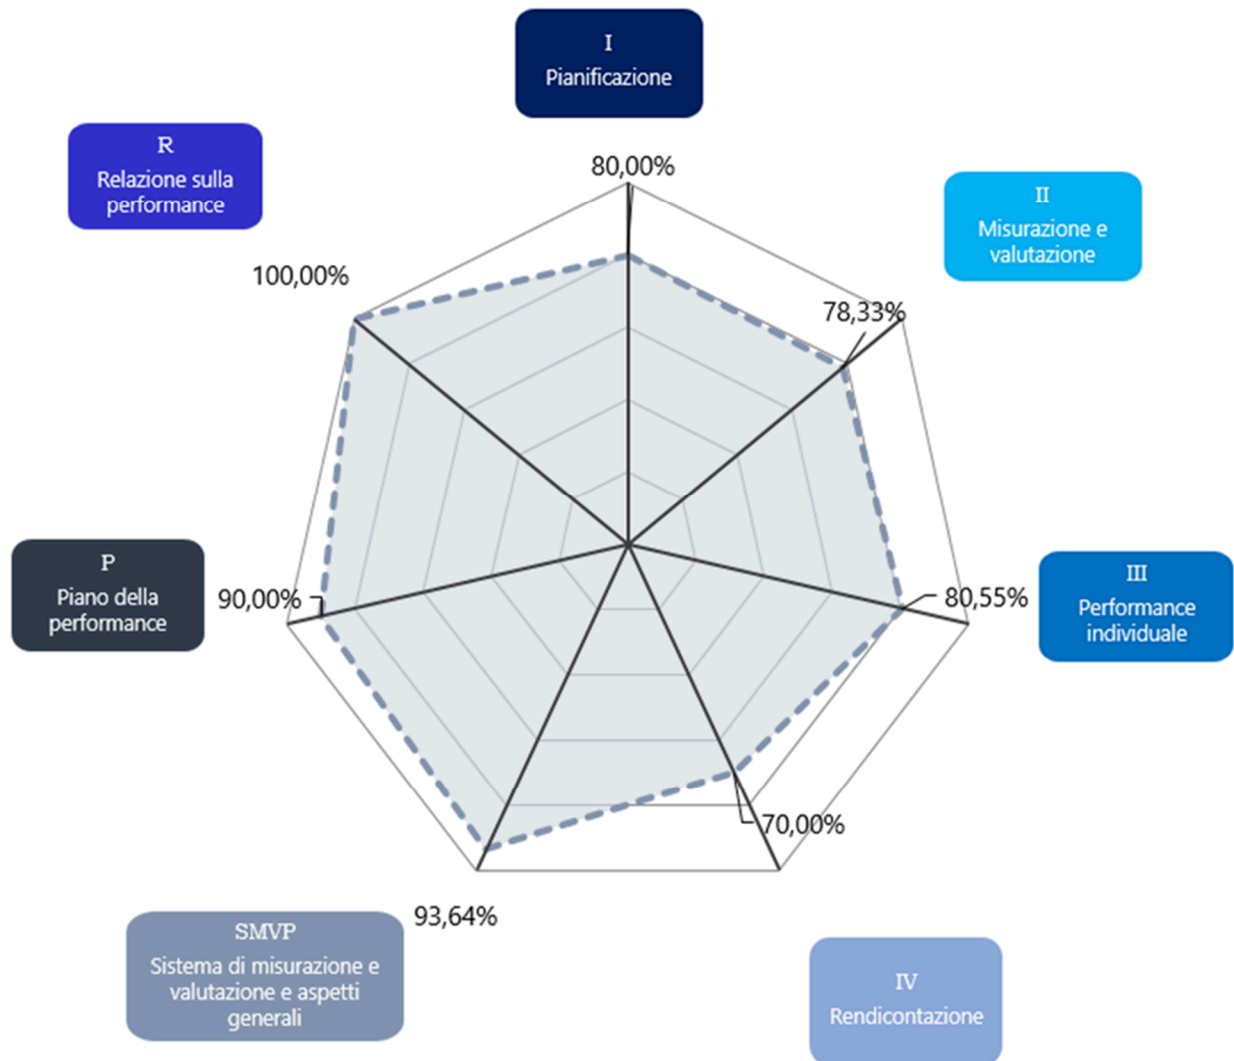 I
Pianificazione
80,00%
R
Relazione sulla
performance
100,00%
II
Misurazione e
valutazione
78,33%
P
Piano della
performance
90,00%
III
Performance
individuale
80,55%
70,00%
93,64%
SMVP
Sistema di misurazione e
valutazione e aspetti
generali
IV
Rendicontazione